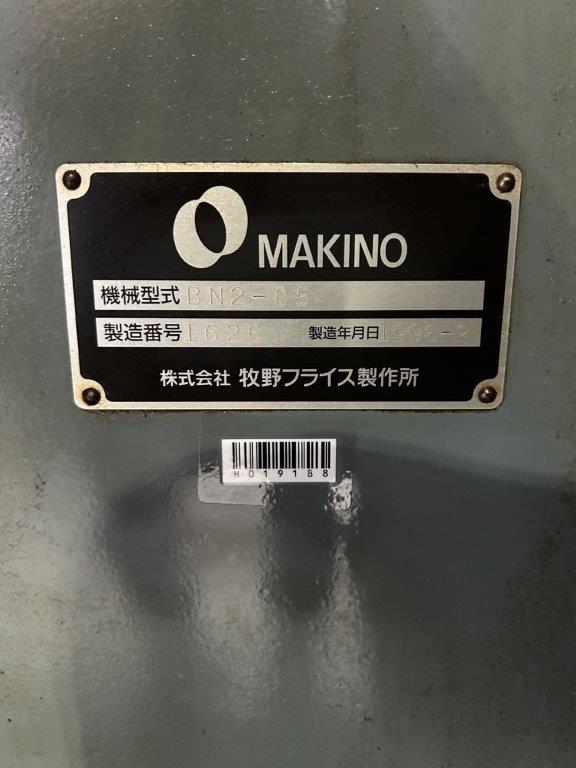 MAKINO
機械型式 BN2-85
製造番号 1626 製造年月日
株式会社 牧野フライス製作所
H019188